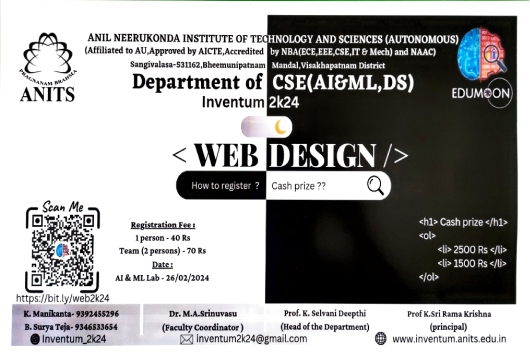 ANIL NEERUKONDA INSTITUTE OF TECHNOLOGY AND SCIENCES (AUTONOMOUS)
(Affiliated to AU,Approved by AICTE,Accredited by NBA(ECE,EEE,CSE,IT & Mech) and NAAC)
Sangivalasa-531162,Bheemunipatnam Mandal,Visakhapatnam District
PRAGNANAM BRAHMA
ANITS
Department of CSE(AI&ML,DS)
EDUMOON
Inventum 2k24
< WEB DESIGN />
How to register ? Cash prize ??
Scan Me
https://bit.ly/web2k24
Registration Fee :
1 person - 40 Rs
Team (2 persons) - 70 Rs
Date :
AI & ML Lab - 26/02/2024
<h1> Cash prize </h1>
<ol>
<li> 2500 Rs </li>
<li> 1500 Rs </li>
</ol>
K. Manikanta- 9392455296
B. Surya Teja- 9346533654
Inventum_2k24
Dr. M.A.Srinuvasu
(Faculty Coordinator )
inventum2k24@gmail.com
Prof. K. Selvani Deepthi
(Head of the Department)
Prof K.Sri Rama Krishna
(principal)
www.inventum.anits.edu.in